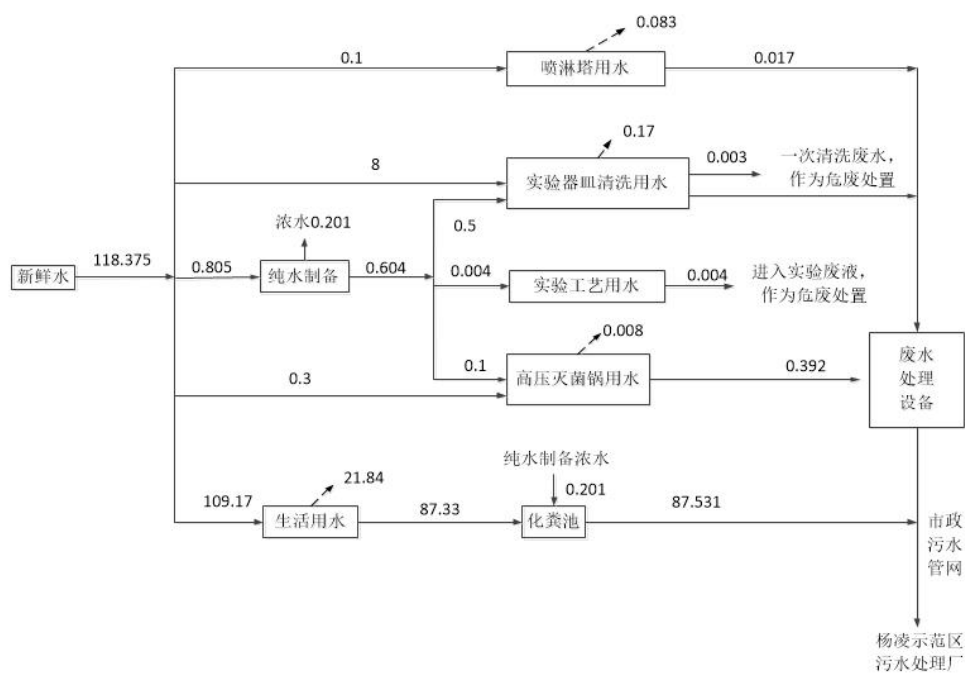 0.083
0.1
喷淋塔用水
0.017
0.17
0.003
一次清洗废水，
作为危废处置
8
实验器皿清洗用水
浓水0.201
0.5
新鲜水
118.375
0.805
纯水制备
0.604
0.004
实验工艺用水
0.004
进入实验废液，
作为危废处置
0.008
0.1
高压灭菌锅用水
0.392
废水
处理
设备
0.3
纯水制备浓水
21.84
0.201
109.17
生活用水
87.33
化粪池
87.531
市政
污水
管网
杨凌示范区
污水处理厂